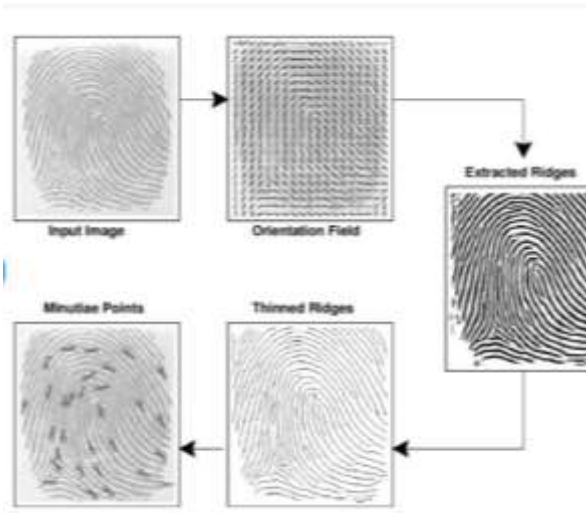 Input Image
Orientation Field
Extracted Ridges
Thinned Ridges
Minutiae Points